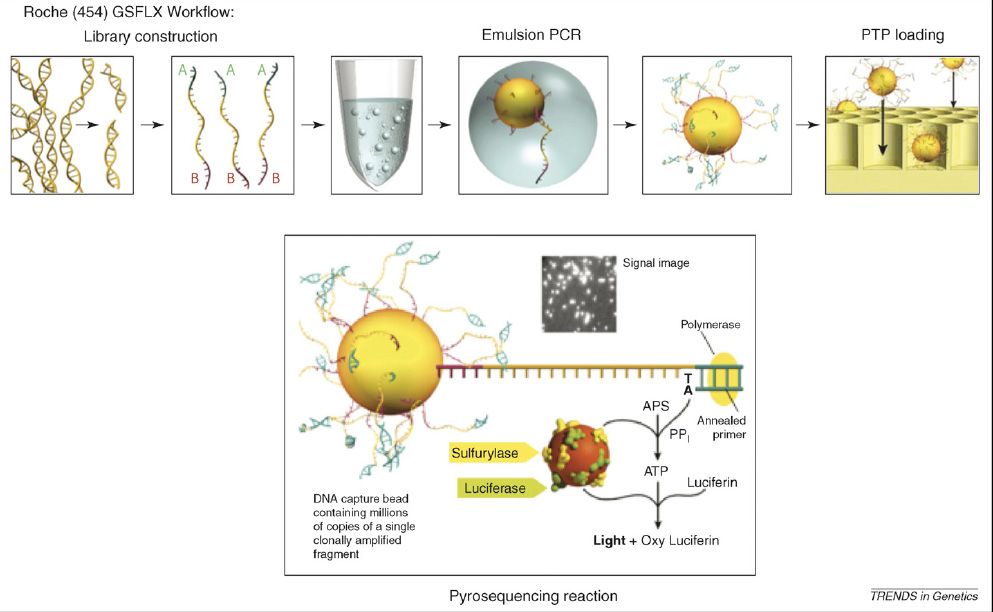 Roche (454) GSFLX Workflow:
Library construction
Emulsion PCR
PTP loading
A A A
B B B
Signal image
Polymerase
T
A
Annealed
primer
APS
PPI
Sulfurylase
ATP
Luciferase
Luciferin
DNA capture bead
containing millions
of copies of a single
clonally amplified
fragment
Light + Oxy Luciferin
Pyrosequencing reaction
TRENDS in Genetics